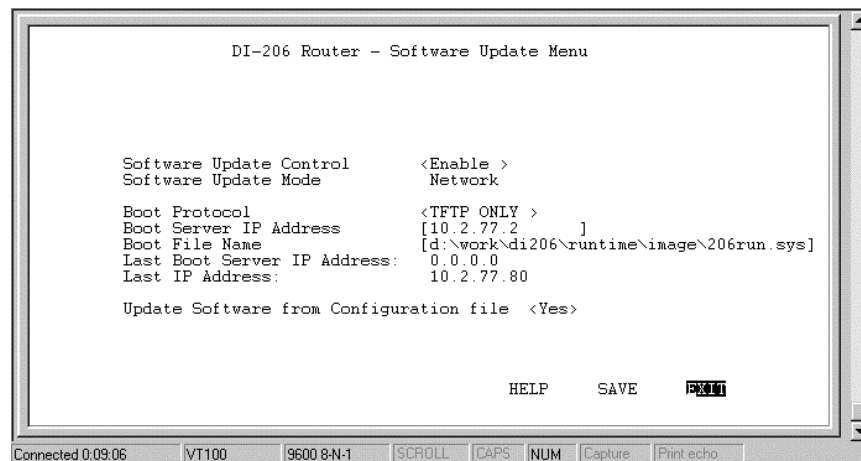 DI-206 Router - Software Update Menu
Software Update Control <Enable >
Software Update Mode Network
Boot Protocol <TFTP ONLY >
Boot Server IP Address [10.2.77.2 ]
Boot File Name [d:\work\di206\runtime\image\206run.sys]
Last Boot Server IP Address: 0.0.0.0
Last IP Address: 10.2.77.80
Update Software from Configuration file <Yes>
HELP SAVE EXIT
Connected 0:09:06 VT100 9600 8-N-1 SCROLL CAPS NUM Capture Print echo